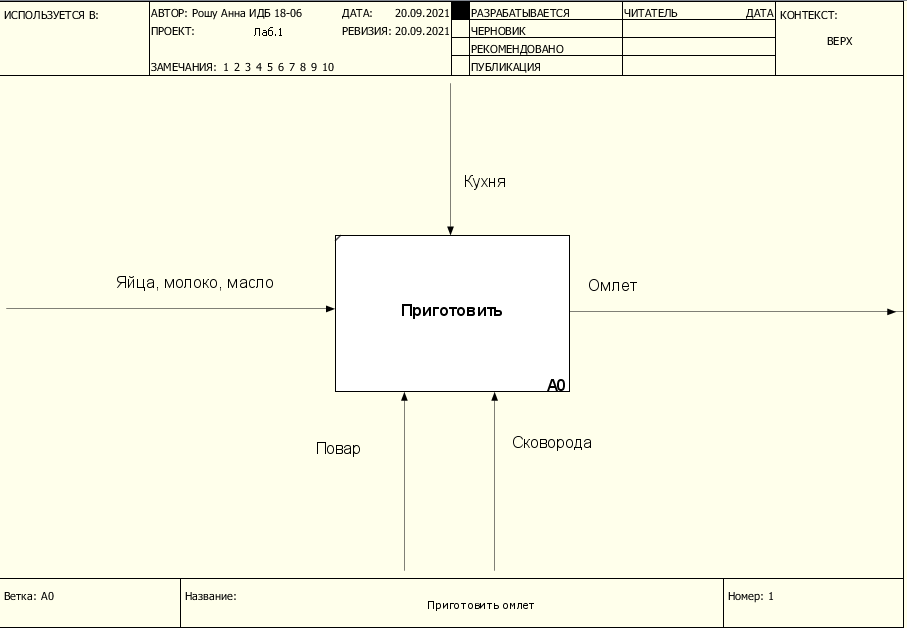 ИСПОЛЬЗУЕТСЯ В:
АВТОР: Рошу Анна ИДБ 18-06
ДАТА: 20.09.2021
РАЗРАБАТЫВАЕТСЯ
ЧИТАТЕЛЬ
ДАТА
КОНТЕКСТ:
ПРОЕКТ: Лаб.1
РЕВИЗИЯ: 20.09.2021
ЧЕРНОВИК
ВЕРХ
РЕКОМЕНДОВАНО
ЗАМЕЧАНИЯ: 1 2 3 4 5 6 7 8 9 10
ПУБЛИКАЦИЯ
Кухня
Яйца, молоко, масло
Омлет
Приготовить
А0
Повар
Сковорода
Ветка: А0
Название:
Приготовить омлет
Номер: 1